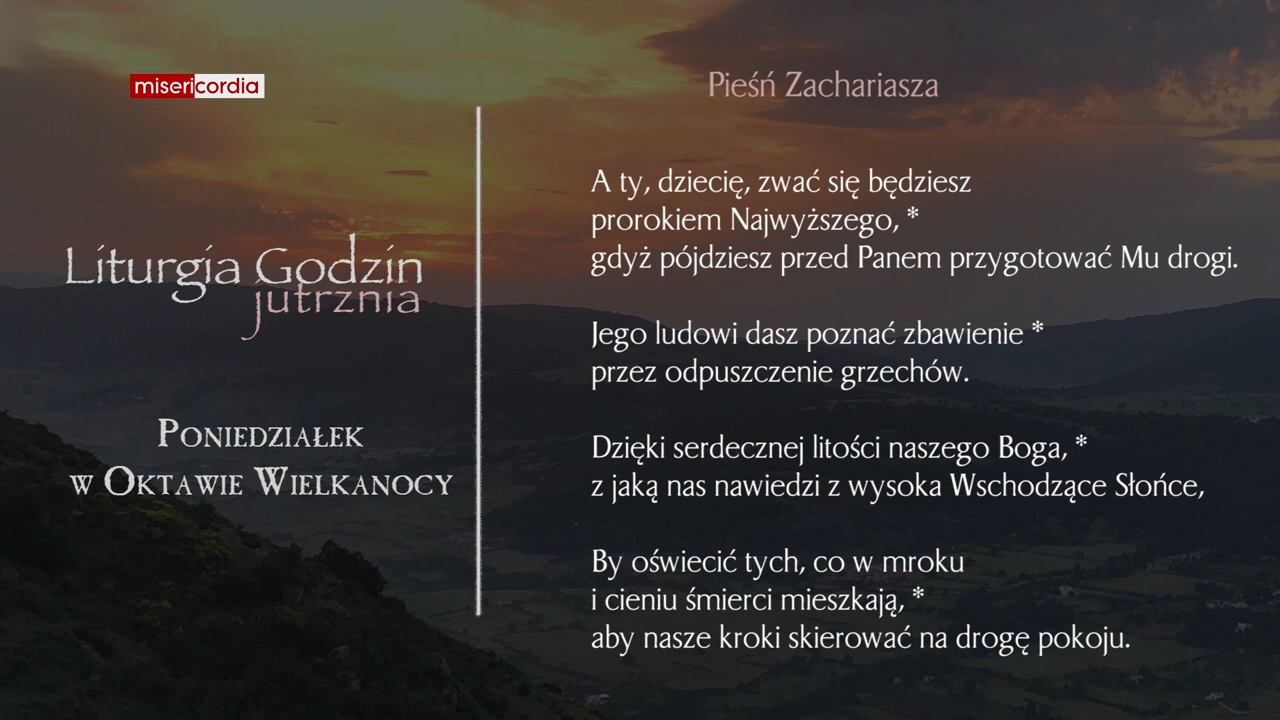 misericordia
Liturgia Godzin
jutrznia
Poniedziałek
w Oktawie Wielkanocy
Pieśń Zachariasza
A ty, dziecię, zwać się będziesz
prorokiem Najwyższego, *
gdyż pójdziesz przed Panem przygotować Mu drogi.
Jego ludowi dasz poznać zbawienie *
przez odpuszczenie grzechów.
Dzięki serdecznej litości naszego Boga, *
z jaką nas nawiedzi z wysoka Wschodzące Słońce,
By oświecić tych, co w mroku
i cieniu śmierci mieszkają, *
aby nasze kroki skierować na drogę pokoju.